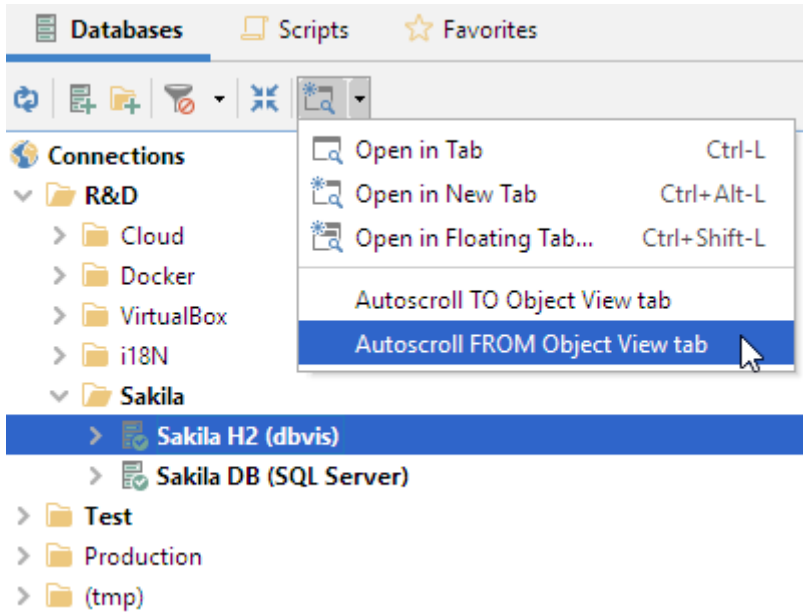 Databases Scripts Favorites
Connections
Open in Tab Ctrl-L
R&D
Open in New Tab Ctrl+Alt-L
Cloud
Open in Floating Tab... Ctrl+Shift-L
Docker
Autoscroll TO Object View tab
VirtualBox
Autoscroll FROM Object View tab
i18N
Sakila
Sakila H2 (dbvis)
Sakila DB (SQL Server)
Test
Production
(tmp)